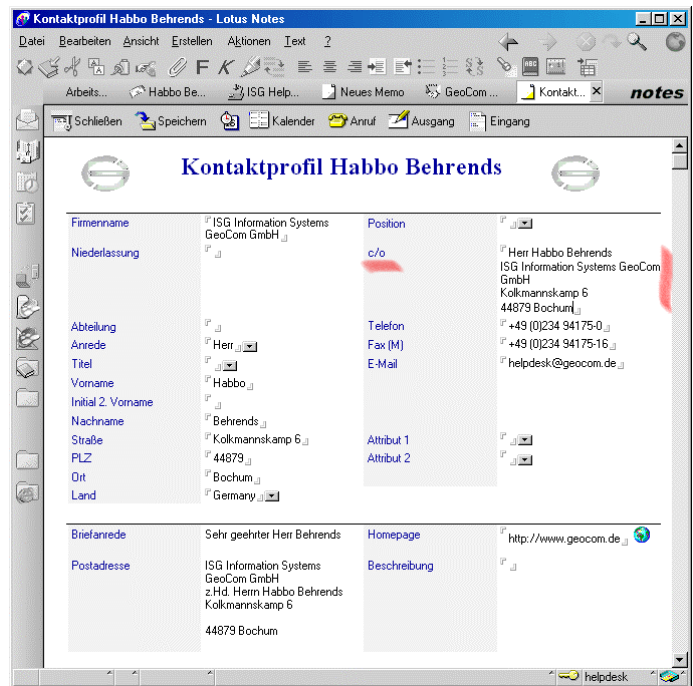 Kontaktprofil Habbo Behrends - Lotus Notes
Datei Bearbeiten Ansicht Erstellen Aktionen Text ?
F K
Arbeits... Habbo Be... ISG Help... Neues Memo GeoCom ... Kontakt... notes
Schließen Speichern Kalender Anruf Ausgang Eingang
Kontaktprofil Habbo Behrends
Firmenname ISG Information Systems GeoCom GmbH
Position
Niederlassung
c/o Herr Habbo Behrends
ISG Information Systems GeoCom
GmbH
Kolkmannskamp 6
44879 Bochum
Abteilung Telefon +49 (0)234 94175-0
Anrede Herr Fax (M) +49 (0)234 94175-16
Titel E-Mail helpdesk@geocom.de
Vorname Habbo
Initial 2. Vorname
Nachname Behrends
Straße Kolkmannskamp 6 Attribut 1
PLZ 44879 Attribut 2
Ort Bochum
Land Germany
Briefanrede Sehr geehrter Herr Behrends Homepage http://www.geocom.de
Postadresse ISG Information Systems Beschreibung
GeoCom GmbH
z.Hd. Herrn Habbo Behrends
Kolkmannskamp 6
44879 Bochum
helpdesk